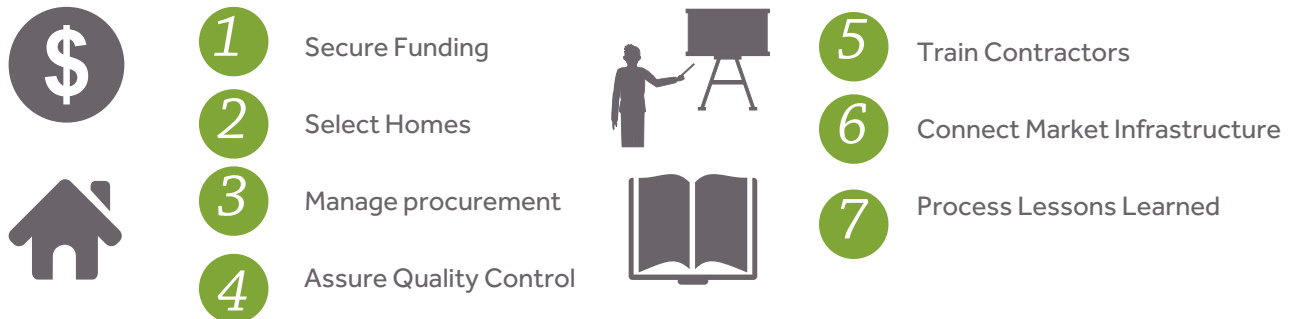 $
1 Secure Funding
2 Select Homes
3 Manage procurement
4 Assure Quality Control
5 Train Contractors
6 Connect Market Infrastructure
7 Process Lessons Learned